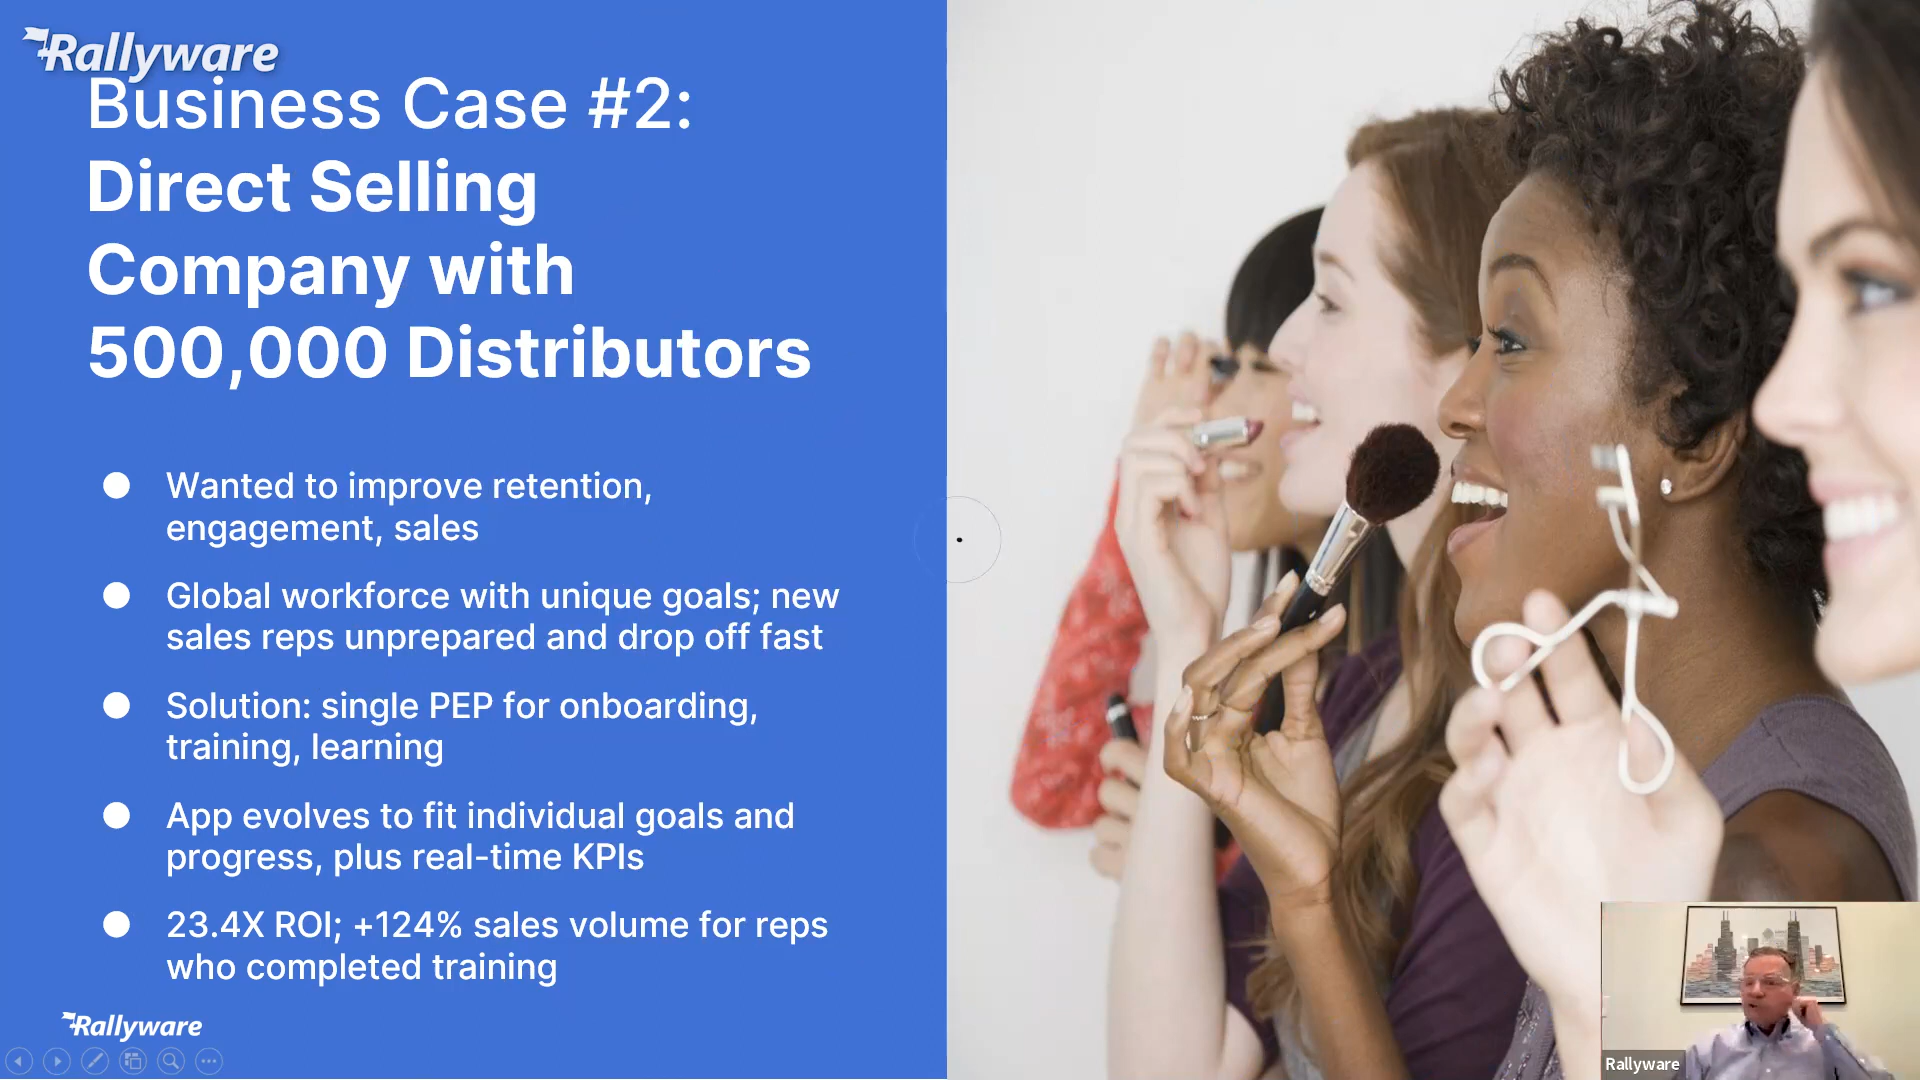 Rallyware
Business Case #2:
Direct Selling
Company with
500,000 Distributors
Wanted to improve retention,
engagement, sales
Global workforce with unique goals; new
sales reps unprepared and drop off fast
Solution: single PEP for onboarding,
training, learning
App evolves to fit individual goals and
progress, plus real-time KPIs
23.4X ROI; +124% sales volume for reps
who completed training
Rallyware
Rallyware